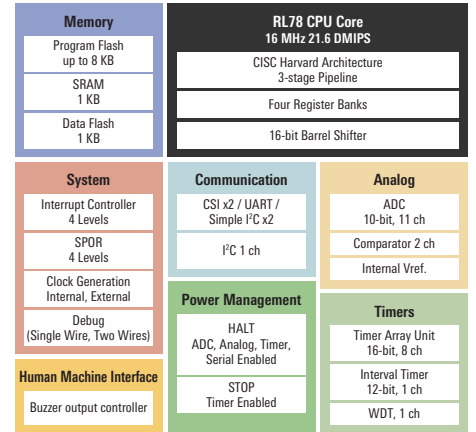 Memory
Program Flash
up to 8 KB
SRAM
1 KB
Data Flash
1 KB
RL78 CPU Core
16 MHz 21.6 DMIPS
CISC Harvard Architecture
3-stage Pipeline
Four Register Banks
16-bit Barrel Shifter
System
Interrupt Controller
4 Levels
SPOR
4 Levels
Clock Generation
Internal, External
Debug
(Single Wire, Two Wires)
Human Machine Interface
Buzzer output controller
Communication
CSI x2 / UART /
Simple I²C x2
I²C 1 ch
Power Management
HALT
ADC, Analog, Timer,
Serial Enabled
STOP
Timer Enabled
Analog
ADC
10-bit, 11 ch
Comparator 2 ch
Internal Vref.
Timers
Timer Array Unit
16-bit, 8 ch
Interval Timer
12-bit, 1 ch
WDT, 1 ch